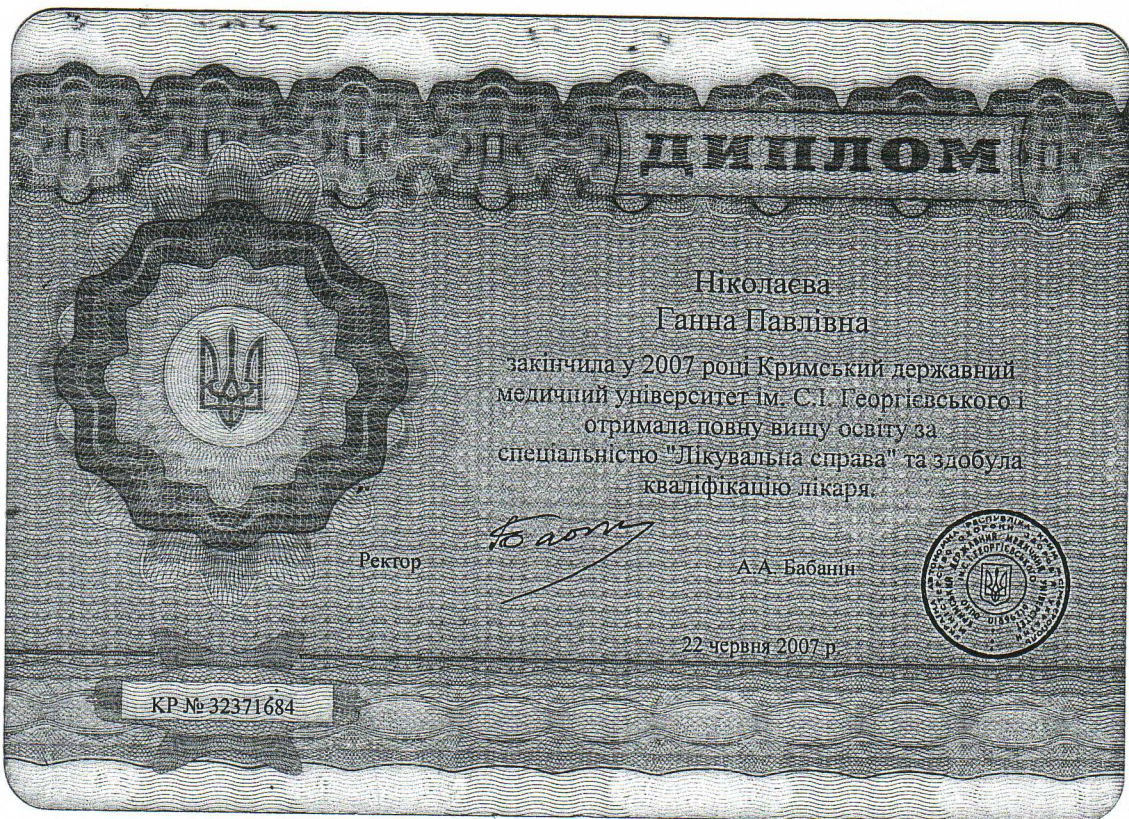 ДИПЛОМ
Ніколаєва
Ганна Павлівна
закінчила у 2007 році Кримський державний
медичний університет ім. С.І. Георгієвського і
отримала повну вищу освіту за
спеціальністю "Лікувальна справа" та здобула
кваліфікацію лікаря.
Ректор
А.А. Бабанін
22 червня 2007 р.
КР № 32371684